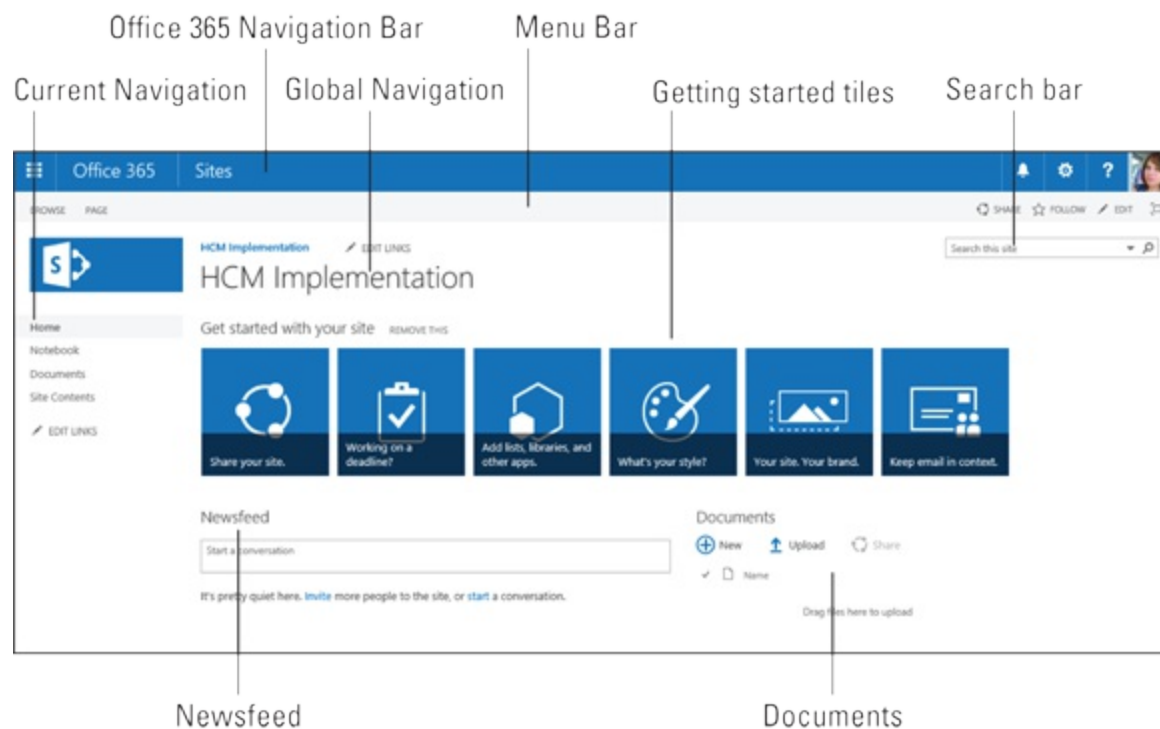 Office 365 Navigation Bar
Menu Bar
Current Navigation
Global Navigation
Getting started tiles
Search bar
Office 365
Sites
?
BROWSE
PAGE
SHARE
FOLLOW
EDIT
S
HCM Implementation
EDIT LINKS
HCM Implementation
Search this site
Home
Notebook
Documents
Site Contents
EDIT LINKS
Get started with your site
REMOVE THIS
Share your site.
Working on a
deadline?
Add lists, libraries, and
other apps.
What's your style?
Your site. Your brand.
Keep email in context.
Newsfeed
Start a conversation
It's pretty quiet here. Invite more people to the site, or start a conversation.
Documents
New
Upload
Share
Name
Drag files here to upload
Newsfeed
Documents